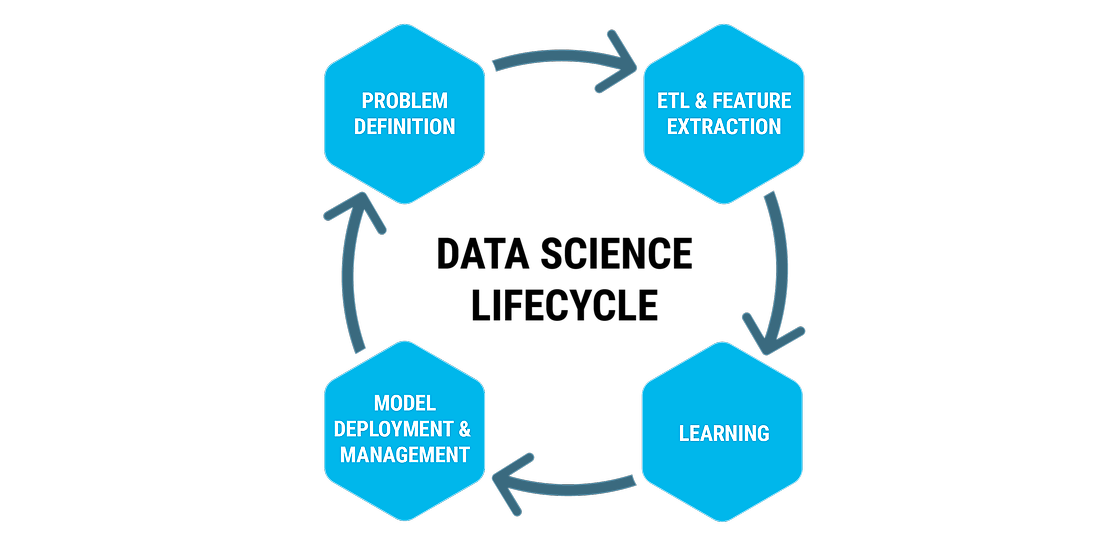 PROBLEM
DEFINITION
ETL & FEATURE
EXTRACTION
DATA SCIENCE
LIFECYCLE
MODEL
DEPLOYMENT &
MANAGEMENT
LEARNING